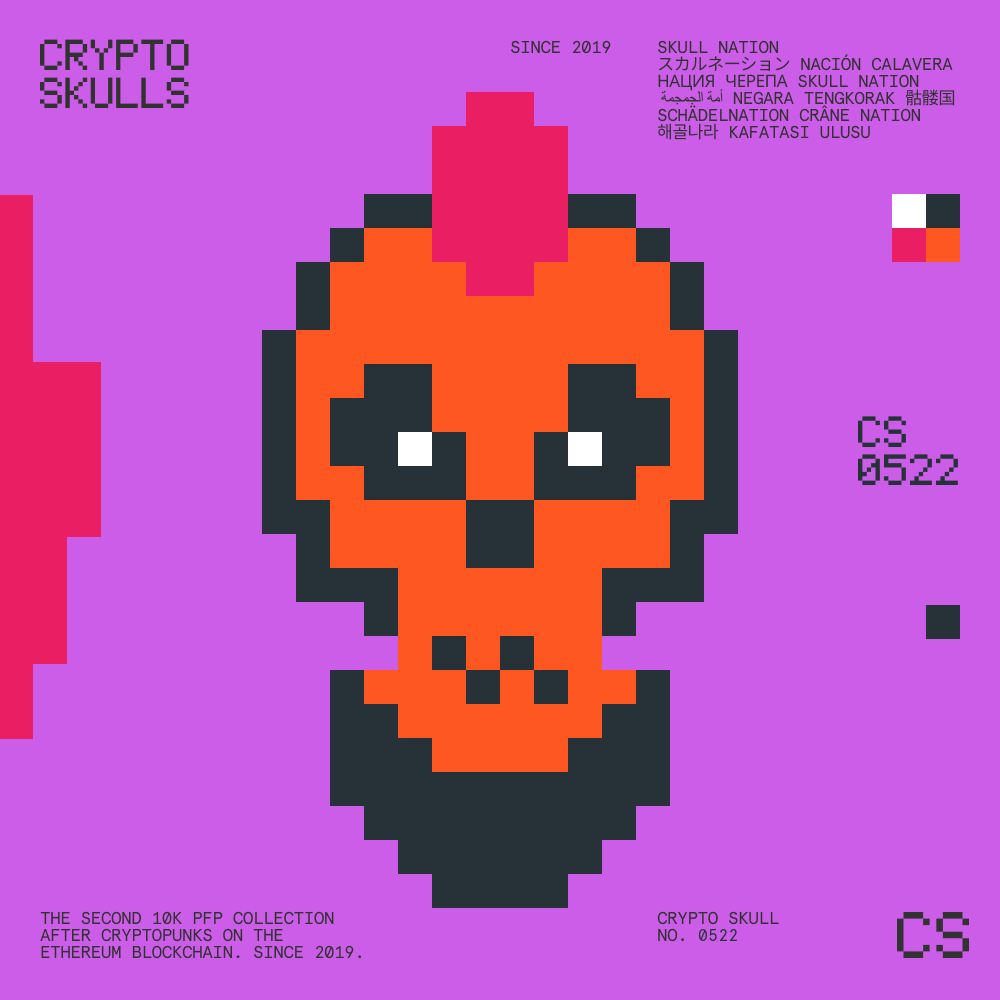 CRYPTO
SKULLS
SINCE 2019
SKULL NATION
スカルネーション NACIÓN CALAVERA
НАЦИЯ ЧЕРЕПА SKULL NATION
أمة الجمجمة NEGARA TENGKORAK 骷髅国
SCHÄDELNATION CRÂNE NATION
해골나라 KAFATASI ULUSU
CS
0522
THE SECOND 10K PFP COLLECTION
AFTER CRYPTOPUNKS ON THE
ETHEREUM BLOCKCHAIN. SINCE 2019.
CRYPTO SKULL
NO. 0522
CS